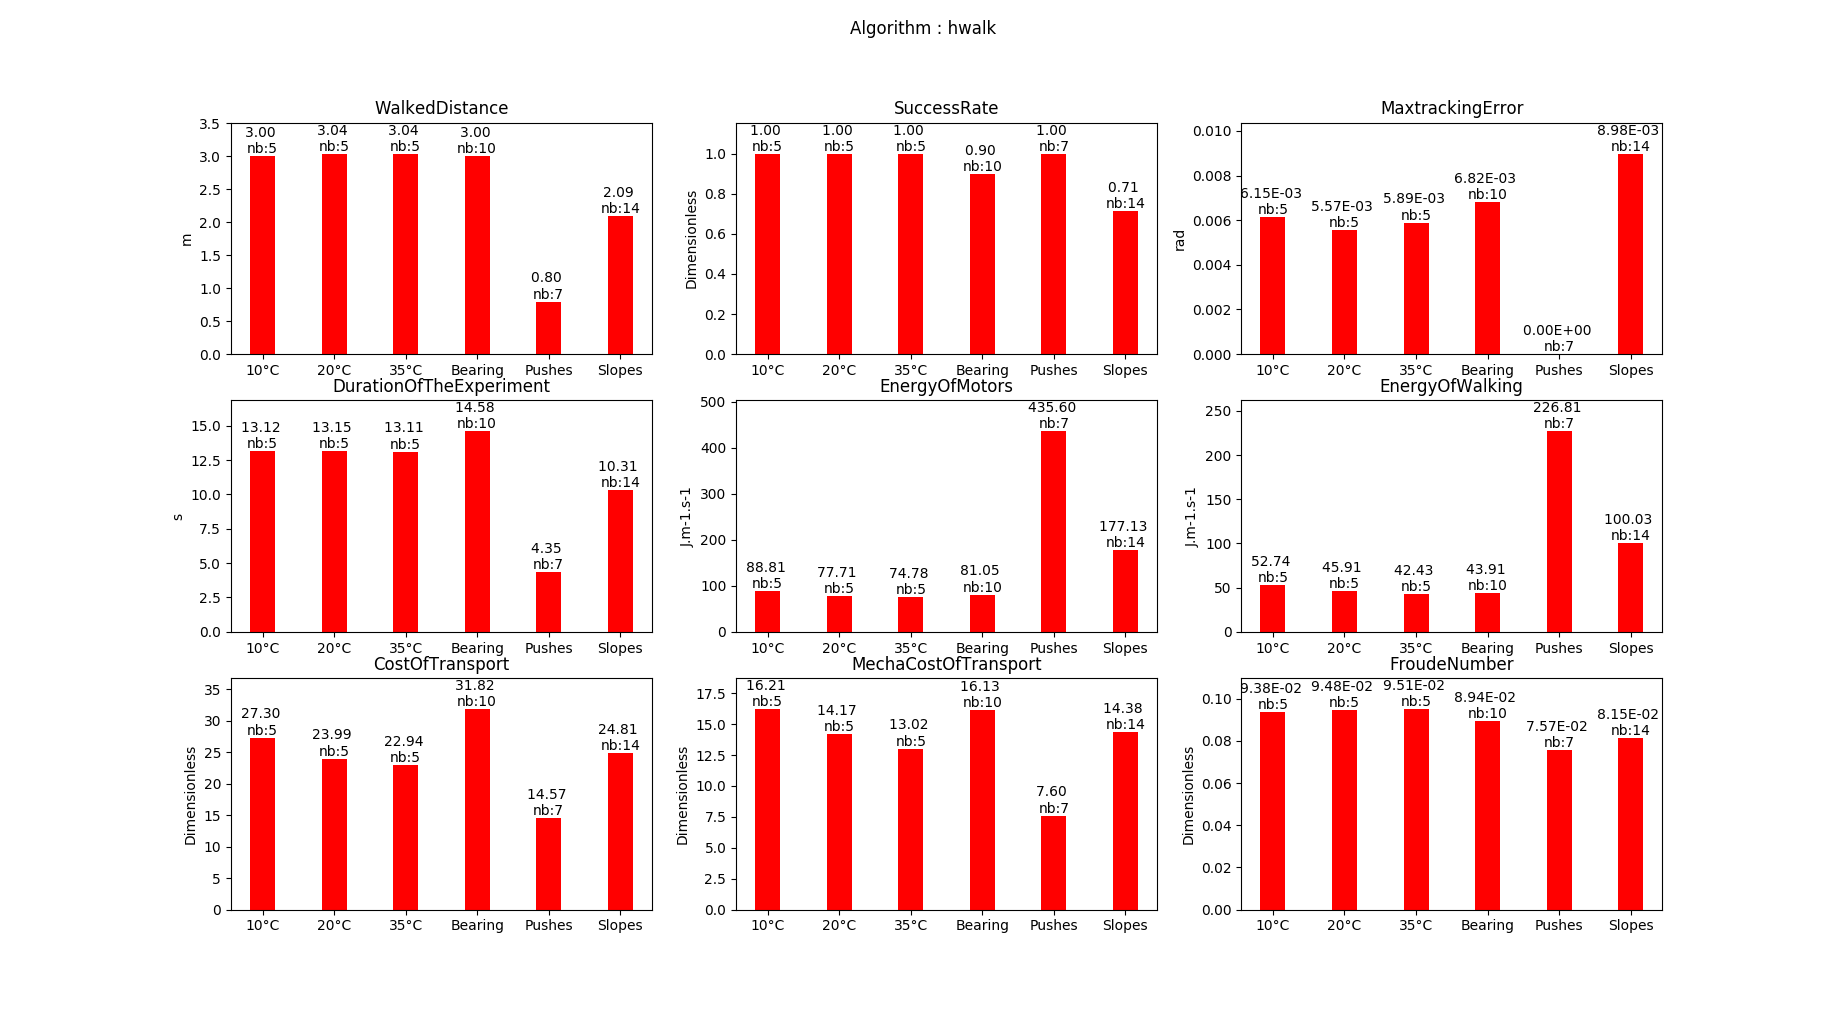 Algorithm : hwalk
WalkedDistance
3.5
3.0
2.5
2.0
1.5
1.0
0.5
0.0
m
3.00
nb:5
3.04
nb:5
3.04
nb:5
3.00
nb:10
0.80
nb:7
2.09
nb:14
10°C 20°C 35°C Bearing Pushes Slopes
SuccessRate
1.0
0.8
0.6
0.4
0.2
0.0
Dimensionless
1.00
nb:5
1.00
nb:5
1.00
nb:5
0.90
nb:10
1.00
nb:7
0.71
nb:14
10°C 20°C 35°C Bearing Pushes Slopes
MaxtrackingError
0.010
0.008
0.006
0.004
0.002
0.000
rad
6.15E-03
nb:5
5.57E-03
nb:5
5.89E-03
nb:5
6.82E-03
nb:10
0.00E+00
nb:7
8.98E-03
nb:14
10°C 20°C 35°C Bearing Pushes Slopes
DurationOfTheExperiment
15.0
12.5
10.0
7.5
5.0
2.5
0.0
s
13.12
nb:5
13.15
nb:5
13.11
nb:5
14.58
nb:10
4.35
nb:7
10.31
nb:14
10°C 20°C 35°C Bearing Pushes Slopes
EnergyOfMotors
500
400
300
200
100
0
J.m-1.s-1
88.81
nb:5
77.71
nb:5
74.78
nb:5
81.05
nb:10
435.60
nb:7
177.13
nb:14
10°C 20°C 35°C Bearing Pushes Slopes
EnergyOfWalking
250
200
150
100
50
0
J.m-1.s-1
52.74
nb:5
45.91
nb:5
42.43
nb:5
43.91
nb:10
226.81
nb:7
100.03
nb:14
10°C 20°C 35°C Bearing Pushes Slopes
CostOfTransport
35
30
25
20
15
10
5
0
Dimensionless
27.30
nb:5
23.99
nb:5
22.94
nb:5
31.82
nb:10
14.57
nb:7
24.81
nb:14
10°C 20°C 35°C Bearing Pushes Slopes
MechaCostOfTransport
17.5
15.0
12.5
10.0
7.5
5.0
2.5
0.0
Dimensionless
16.21
nb:5
14.17
nb:5
13.02
nb:5
16.13
nb:10
7.60
nb:7
14.38
nb:14
10°C 20°C 35°C Bearing Pushes Slopes
FroudeNumber
0.10
0.08
0.06
0.04
0.02
0.00
Dimensionless
9.38E-02
nb:5
9.48E-02
nb:5
9.51E-02
nb:5
8.94E-02
nb:10
7.57E-02
nb:7
8.15E-02
nb:14
10°C 20°C 35°C Bearing Pushes Slopes